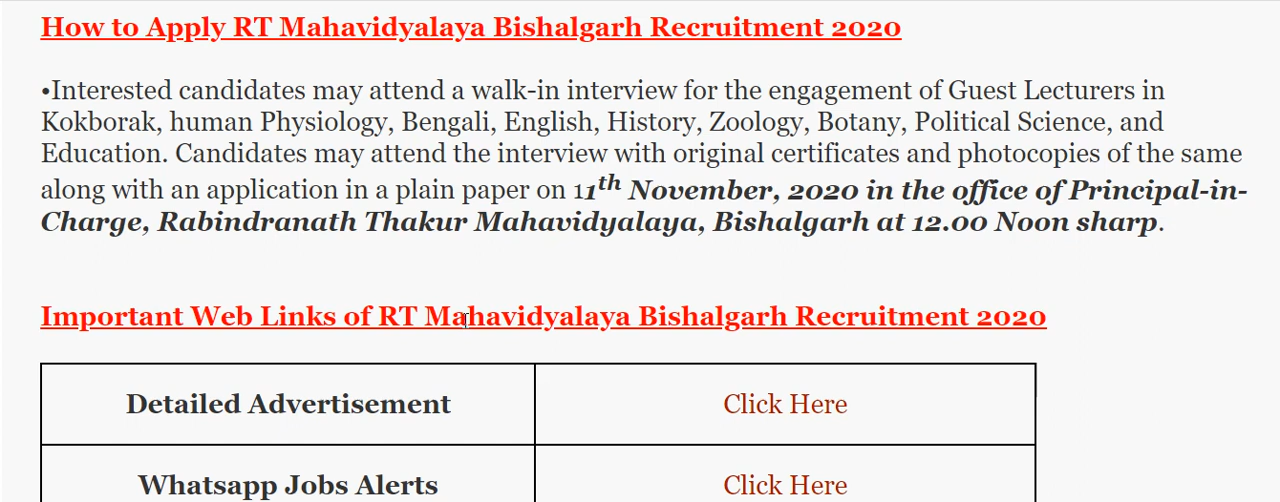 How to Apply RT Mahavidyalaya Bishalgarh Recruitment 2020
•Interested candidates may attend a walk-in interview for the engagement of Guest Lecturers in
Kokborak, human Physiology, Bengali, English, History, Zoology, Botany, Political Science, and
Education. Candidates may attend the interview with original certificates and photocopies of the same
along with an application in a plain paper on 11th November, 2020 in the office of Principal-in-
Charge, Rabindranath Thakur Mahavidyalaya, Bishalgarh at 12.00 Noon sharp.
Important Web Links of RT Mahavidyalaya Bishalgarh Recruitment 2020
Detailed Advertisement Click Here
Whatsapp Jobs Alerts Click Here